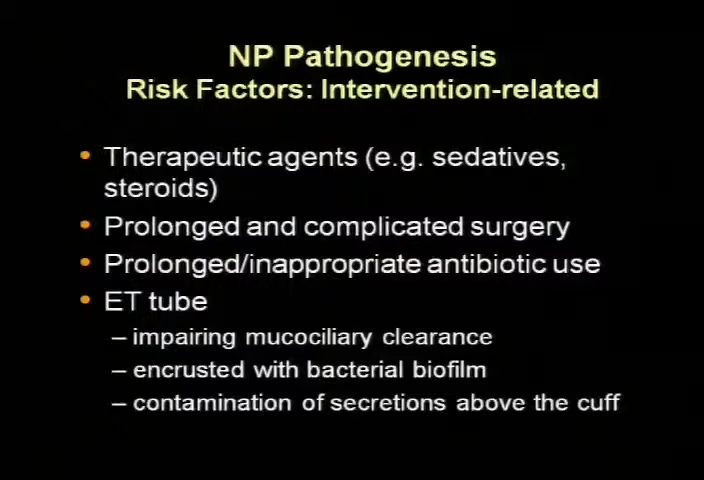 NP Pathogenesis
Risk Factors: Intervention-related
• Therapeutic agents (e.g. sedatives,
steroids)
• Prolonged and complicated surgery
• Prolonged/inappropriate antibiotic use
• ET tube
– impairing mucociliary clearance
– encrusted with bacterial biofilm
– contamination of secretions above the cuff